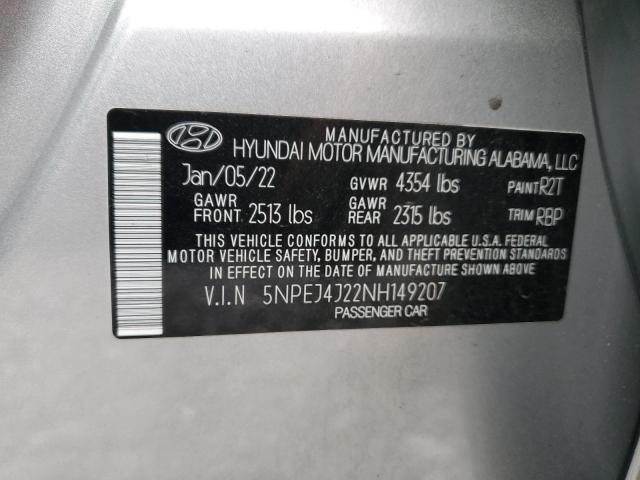 MANUFACTURED BY
HYUNDAI MOTOR MANUFACTURING ALABAMA, LLC
Jan/05/22 GVWR 4354 lbs PAINT R2T
GAWR FRONT 2513 lbs GAWR REAR 2315 lbs TRIM RBP
THIS VEHICLE CONFORMS TO ALL APPLICABLE U.S.A. FEDERAL
MOTOR VEHICLE SAFETY, BUMPER, AND THEFT STANDARDS
IN EFFECT ON THE DATE OF MANUFACTURE SHOWN ABOVE.
V.I.N 5NPEJ4J22NH149207
PASSENGER CAR